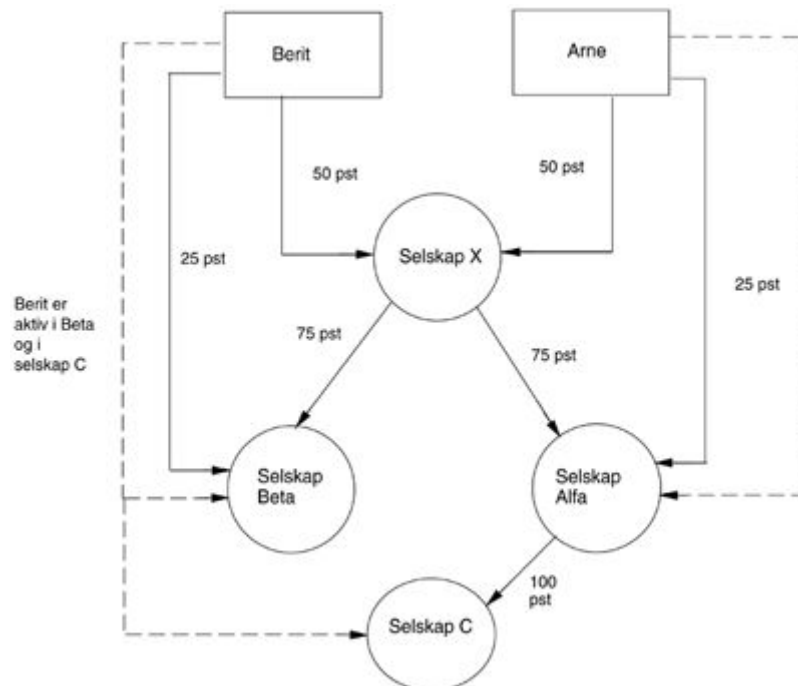 Berit
Arne
50 pst
50 pst
25 pst
Selskap X
25 pst
Berit er
aktiv i Beta
og i
selskap C
75 pst
75 pst
Selskap
Beta
Selskap
Alfa
100
pst
Selskap C